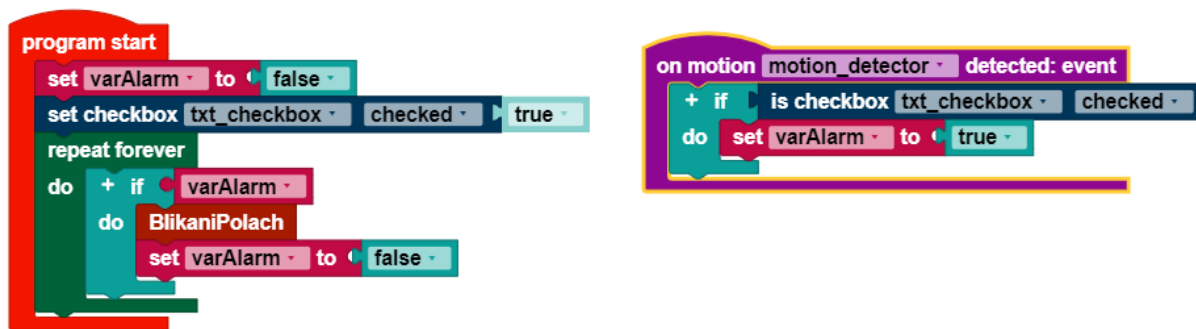 program start
set varAlarm to false
set checkbox txt_checkbox checked true
repeat forever
do + if varAlarm
do BlikaniPolach
set varAlarm to false
on motion motion_detector detected: event
+ if is checkbox txt_checkbox checked
do set varAlarm to true